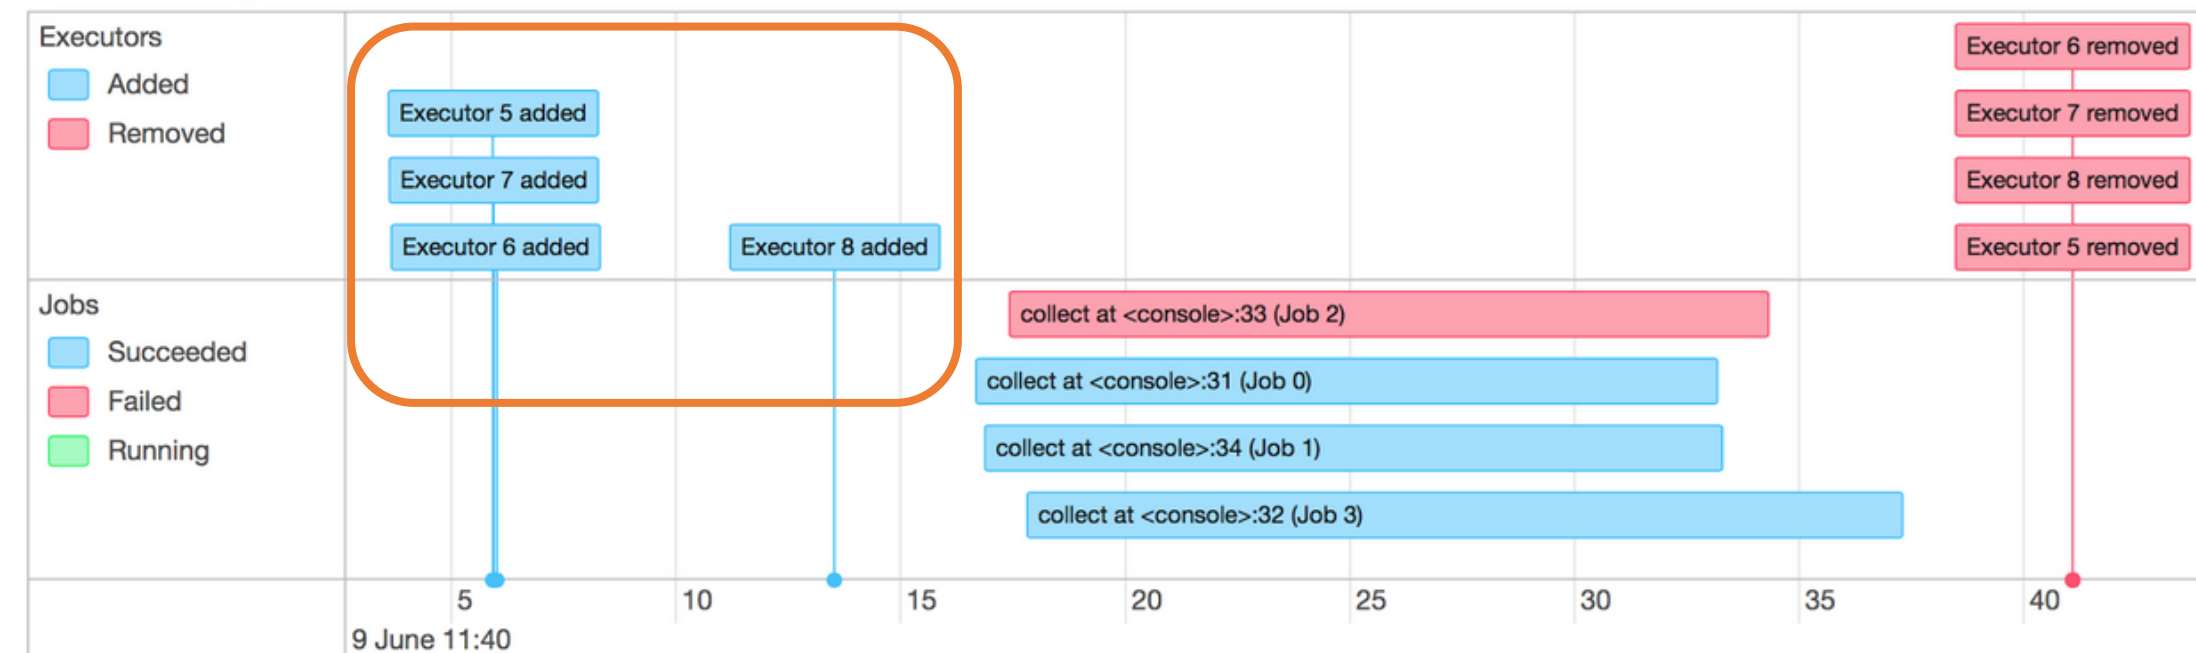 Executors
Added
Removed
Executor 5 added
Executor 7 added
Executor 6 added
Executor 8 added
Executor 6 removed
Executor 7 removed
Executor 8 removed
Executor 5 removed
Jobs
Succeeded
Failed
Running
collect at <console>:33 (Job 2)
collect at <console>:31 (Job 0)
collect at <console>:34 (Job 1)
collect at <console>:32 (Job 3)
5 10 15 20 25 30 35 40
9 June 11:40